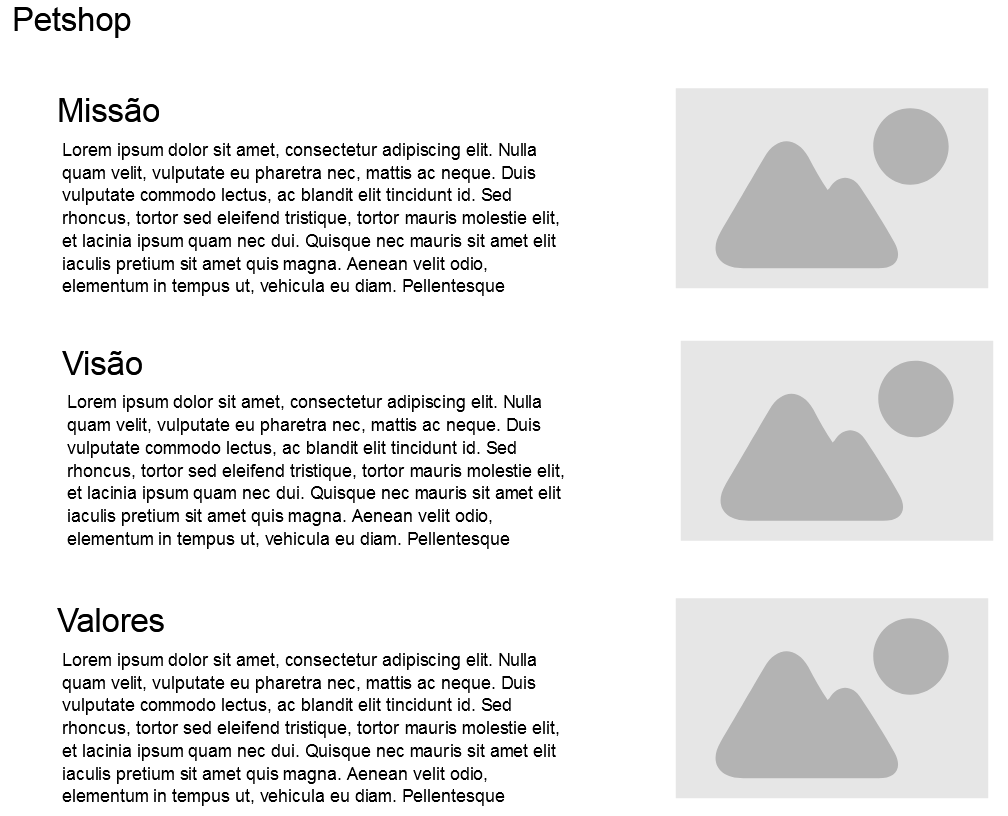 Petshop
Missão
Lorem ipsum dolor sit amet, consectetur adipiscing elit. Nulla
quam velit, vulputate eu pharetra nec, mattis ac neque. Duis
vulputate commodo lectus, ac blandit elit tincidunt id. Sed
rhoncus, tortor sed eleifend tristique, tortor mauris molestie elit,
et lacinia ipsum quam nec dui. Quisque nec mauris sit amet elit
iaculis pretium sit amet quis magna. Aenean velit odio,
elementum in tempus ut, vehicula eu diam. Pellentesque
Visão
Lorem ipsum dolor sit amet, consectetur adipiscing elit. Nulla
quam velit, vulputate eu pharetra nec, mattis ac neque. Duis
vulputate commodo lectus, ac blandit elit tincidunt id. Sed
rhoncus, tortor sed eleifend tristique, tortor mauris molestie elit,
et lacinia ipsum quam nec dui. Quisque nec mauris sit amet elit
iaculis pretium sit amet quis magna. Aenean velit odio,
elementum in tempus ut, vehicula eu diam. Pellentesque
Valores
Lorem ipsum dolor sit amet, consectetur adipiscing elit. Nulla
quam velit, vulputate eu pharetra nec, mattis ac neque. Duis
vulputate commodo lectus, ac blandit elit tincidunt id. Sed
rhoncus, tortor sed eleifend tristique, tortor mauris molestie elit,
et lacinia ipsum quam nec dui. Quisque nec mauris sit amet elit
iaculis pretium sit amet quis magna. Aenean velit odio,
elementum in tempus ut, vehicula eu diam. Pellentesque